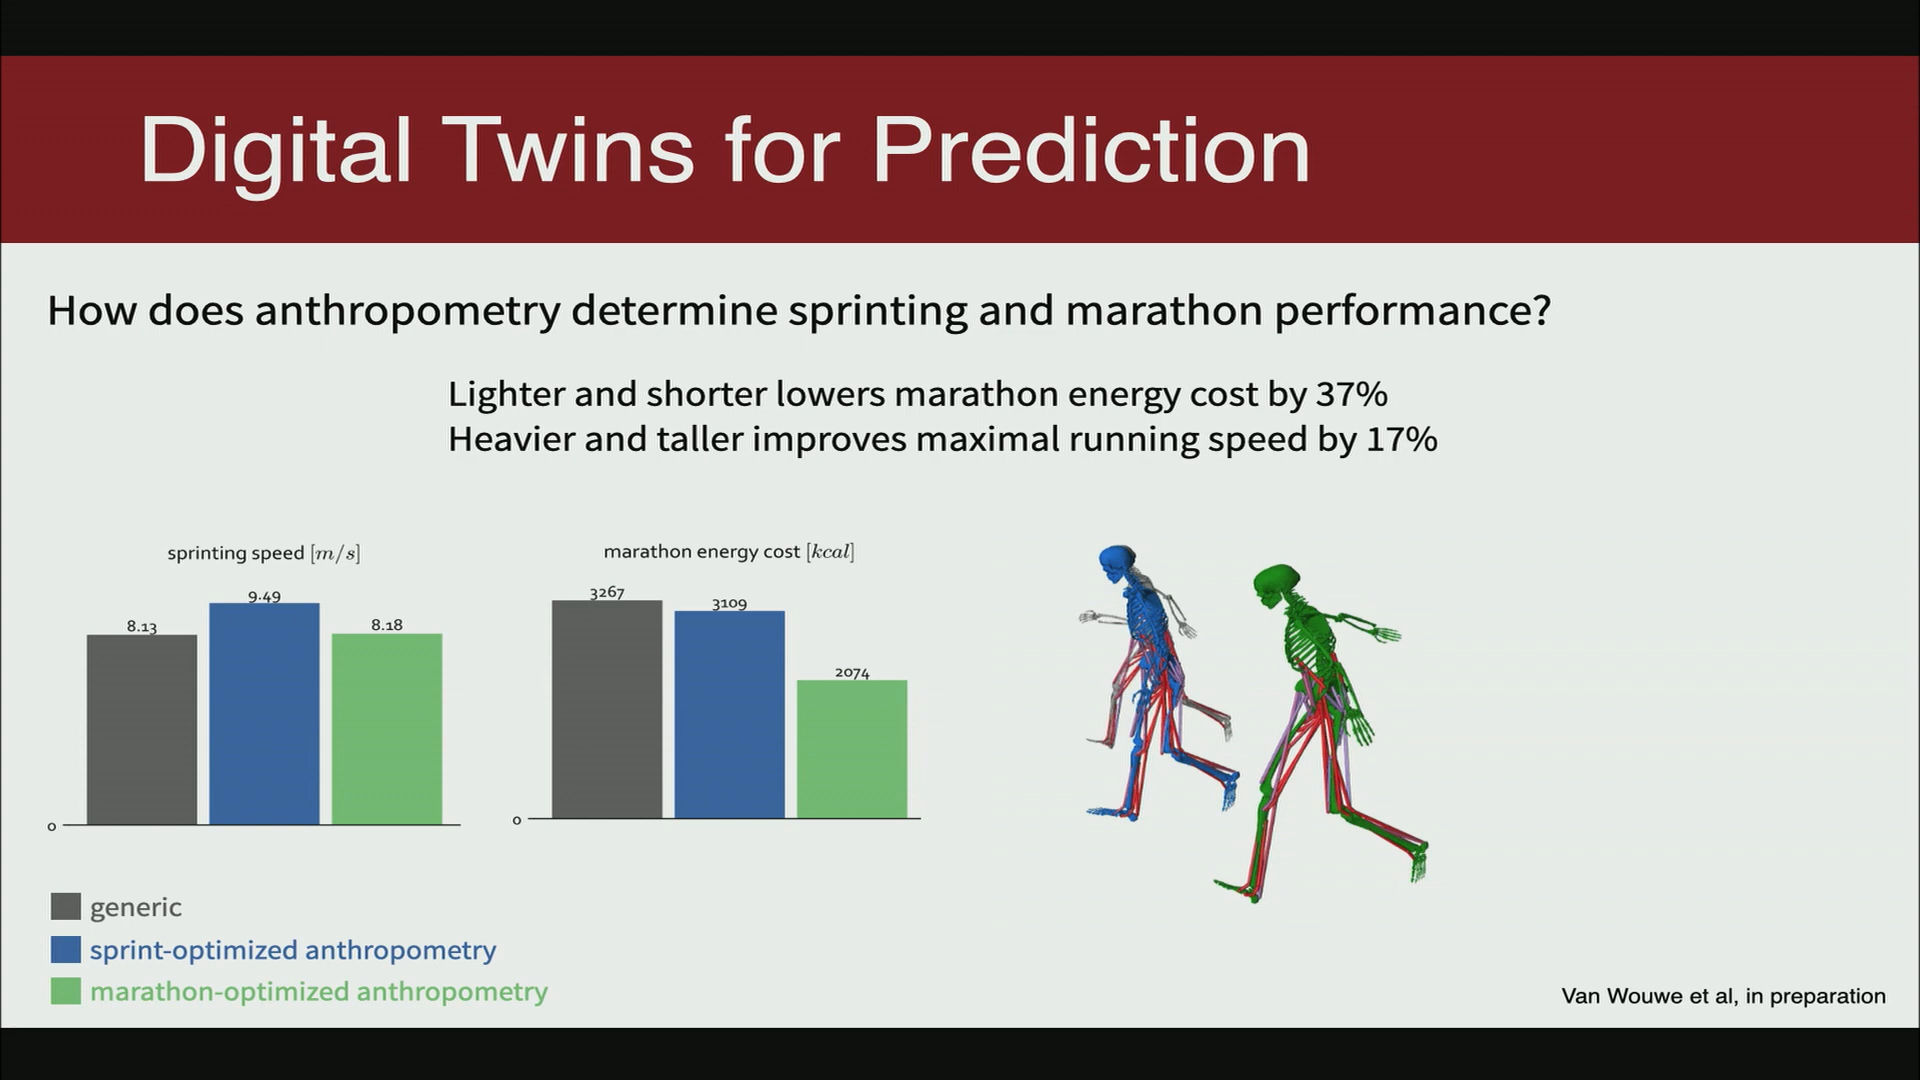 Digital Twins for Prediction
How does anthropometry determine sprinting and marathon performance?
Lighter and shorter lowers marathon energy cost by 37%
Heavier and taller improves maximal running speed by 17%
sprinting speed [m/s]
8.13
9.49
8.18
0
marathon energy cost [kcal]
3267
3109
2074
0
generic
sprint-optimized anthropometry
marathon-optimized anthropometry
Van Wouwe et al, in preparation